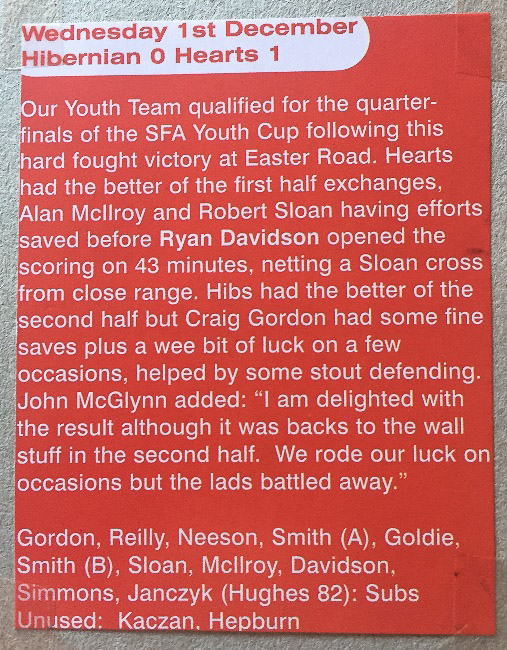 Wednesday 1st December
Hibernian 0 Hearts 1
Our Youth Team qualified for the quarter-
finals of the SFA Youth Cup following this
hard fought victory at Easter Road. Hearts
had the better of the first half exchanges,
Alan McIlroy and Robert Sloan having efforts
saved before Ryan Davidson opened the
scoring on 43 minutes, netting a Sloan cross
from close range. Hibs had the better of the
second half but Craig Gordon had some fine
saves plus a wee bit of luck on a few
occasions, helped by some stout defending.
John McGlynn added: “I am delighted with
the result although it was backs to the wall
stuff in the second half.  We rode our luck on
occasions but the lads battled away.”
Gordon, Reilly, Neeson, Smith (A), Goldie,
Smith (B), Sloan, McIlroy, Davidson,
Simmons, Janczyk (Hughes 82): Subs
Unused:  Kaczan, Hepburn